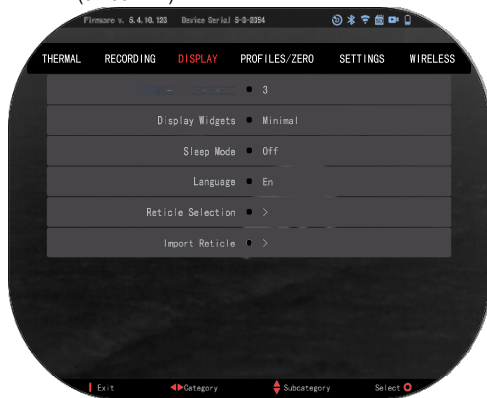 Firmware v. 5.4.10.123 Device Serial 5-3-2354
THERMAL RECORDING DISPLAY PROFILES/ZERO SETTINGS WIRELESS
3
Display Widgets Minimal
Sleep Mode Off
Language En
Reticle Selection >
Import Reticle >
Exit Category Subcategory Select